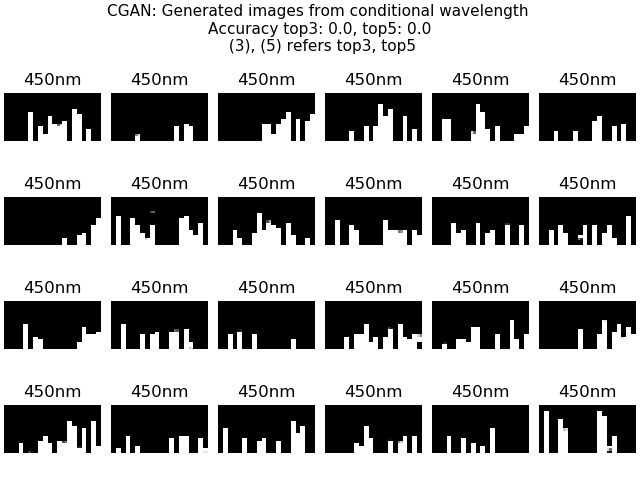 CGAN: Generated images from conditional wavelength
Accuracy top3: 0.0, top5: 0.0
(3), (5) refers top3, top5
450nm 450nm 450nm 450nm 450nm 450nm
450nm 450nm 450nm 450nm 450nm 450nm
450nm 450nm 450nm 450nm 450nm 450nm
450nm 450nm 450nm 450nm 450nm 450nm